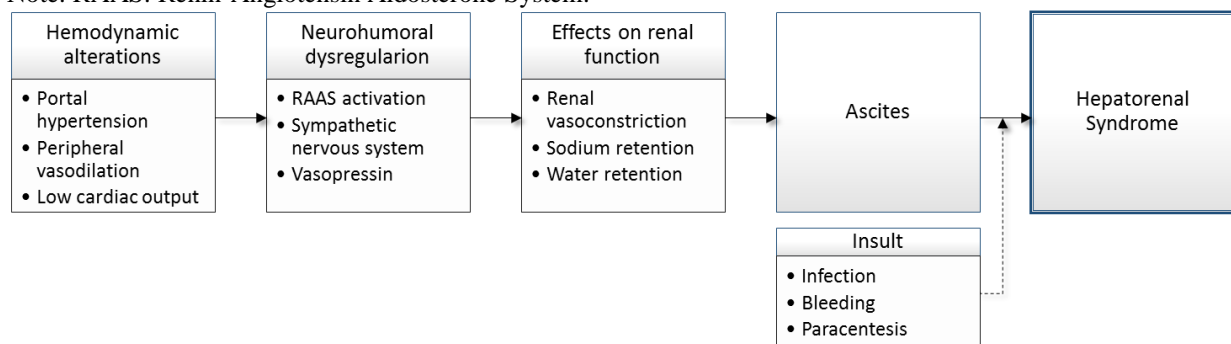 Note: RAAS: Renin-Angiotensin Aldosterone System.
Hemodynamic
alterations
• Portal
hypertension
• Peripheral
vasodilation
• Low cardiac output
Neurohumoral
dysregularion
• RAAS activation
• Sympathetic
nervous system
• Vasopressin
Effects on renal
function
• Renal
vasoconstriction
• Sodium retention
• Water retention
Ascites
Hepatorenal
Syndrome
Insult
• Infection
• Bleeding
• Paracentesis